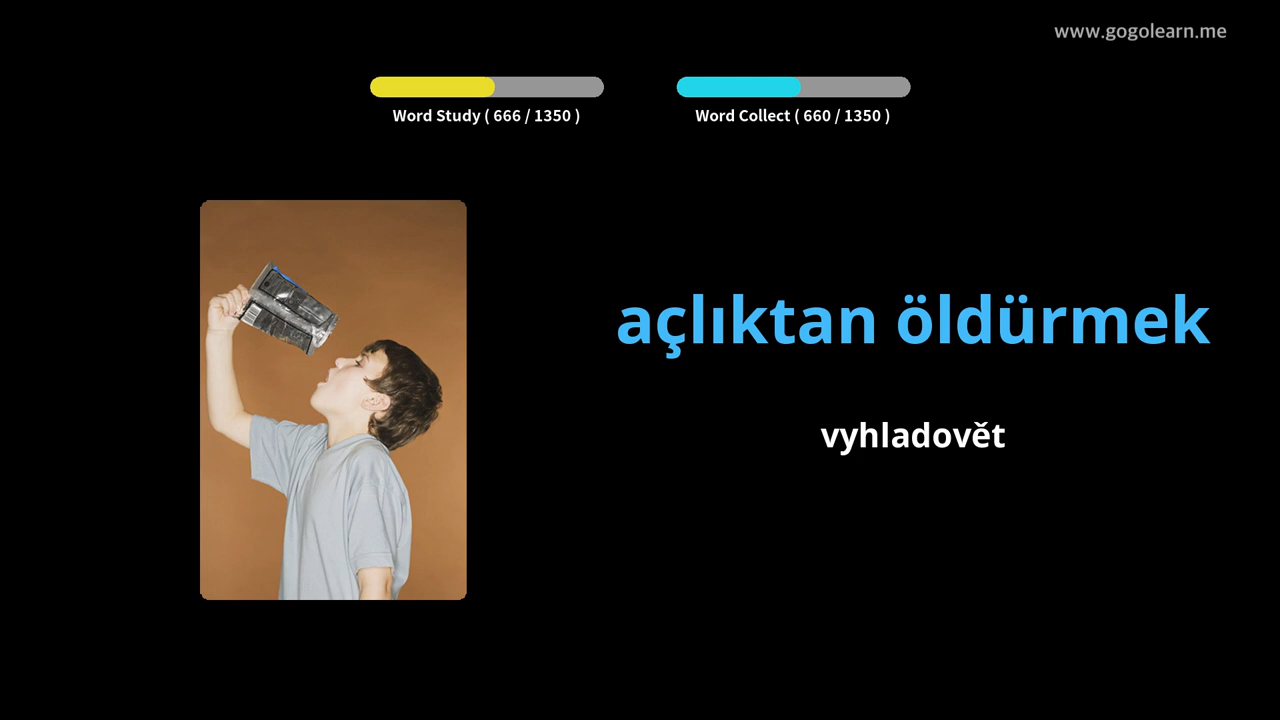 www.gogolearn.me
Word Study ( 666 / 1350 )
Word Collect ( 660 / 1350 )
açlıktan öldürmek
vyhladovět